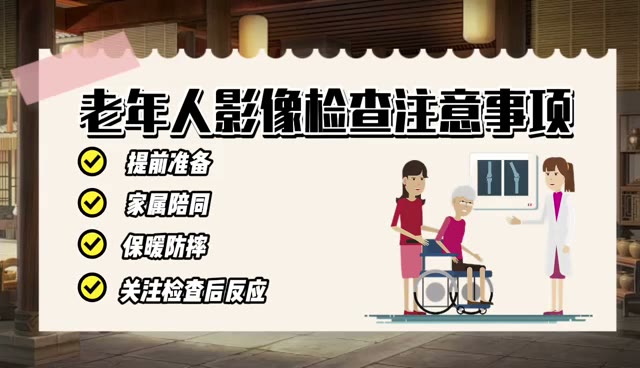 老年人影像检查注意事项
提前准备
家属陪同
保暖防摔
关注检查后反应